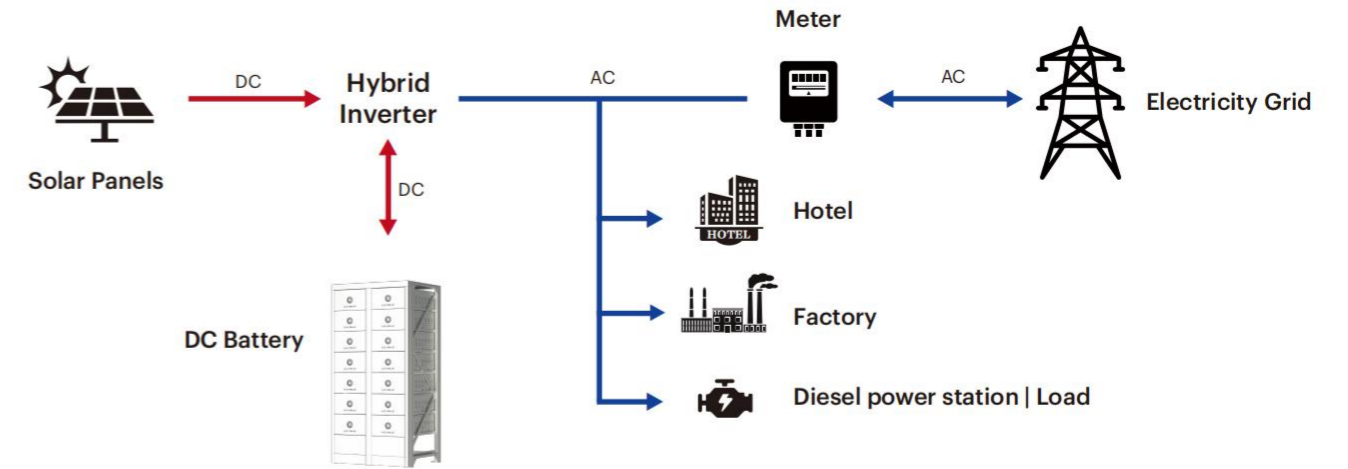 Meter
DC
Hybrid
Inverter
AC
AC
Electricity Grid
Solar Panels
DC
HOTEL
Hotel
Factory
DC Battery
Diesel power station | Load